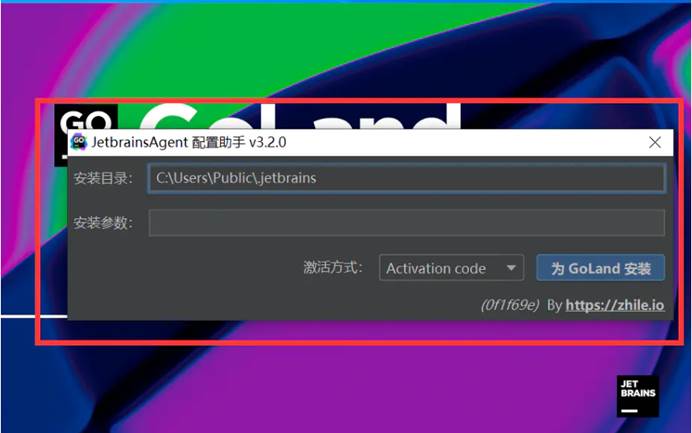 GO
GoLand
GO JetbrainsAgent 配置助手 v3.2.0
安装目录： C:\Users\Public\.jetbrains
安装参数：
激活方式： Activation code 为 GoLand 安装
(0f1f69e) By https://zhile.io
JET
BRAINS